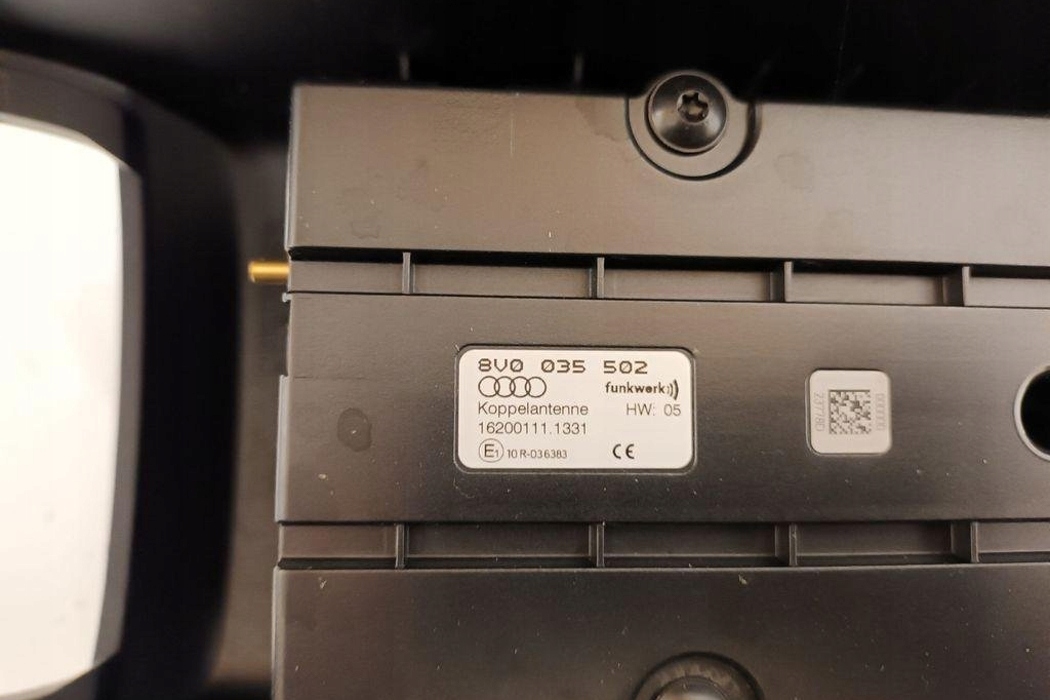 8V0 035 502
funkwerk
Koppelantenne HW: 05
16200111.1331
E1 10 R-036383 CE